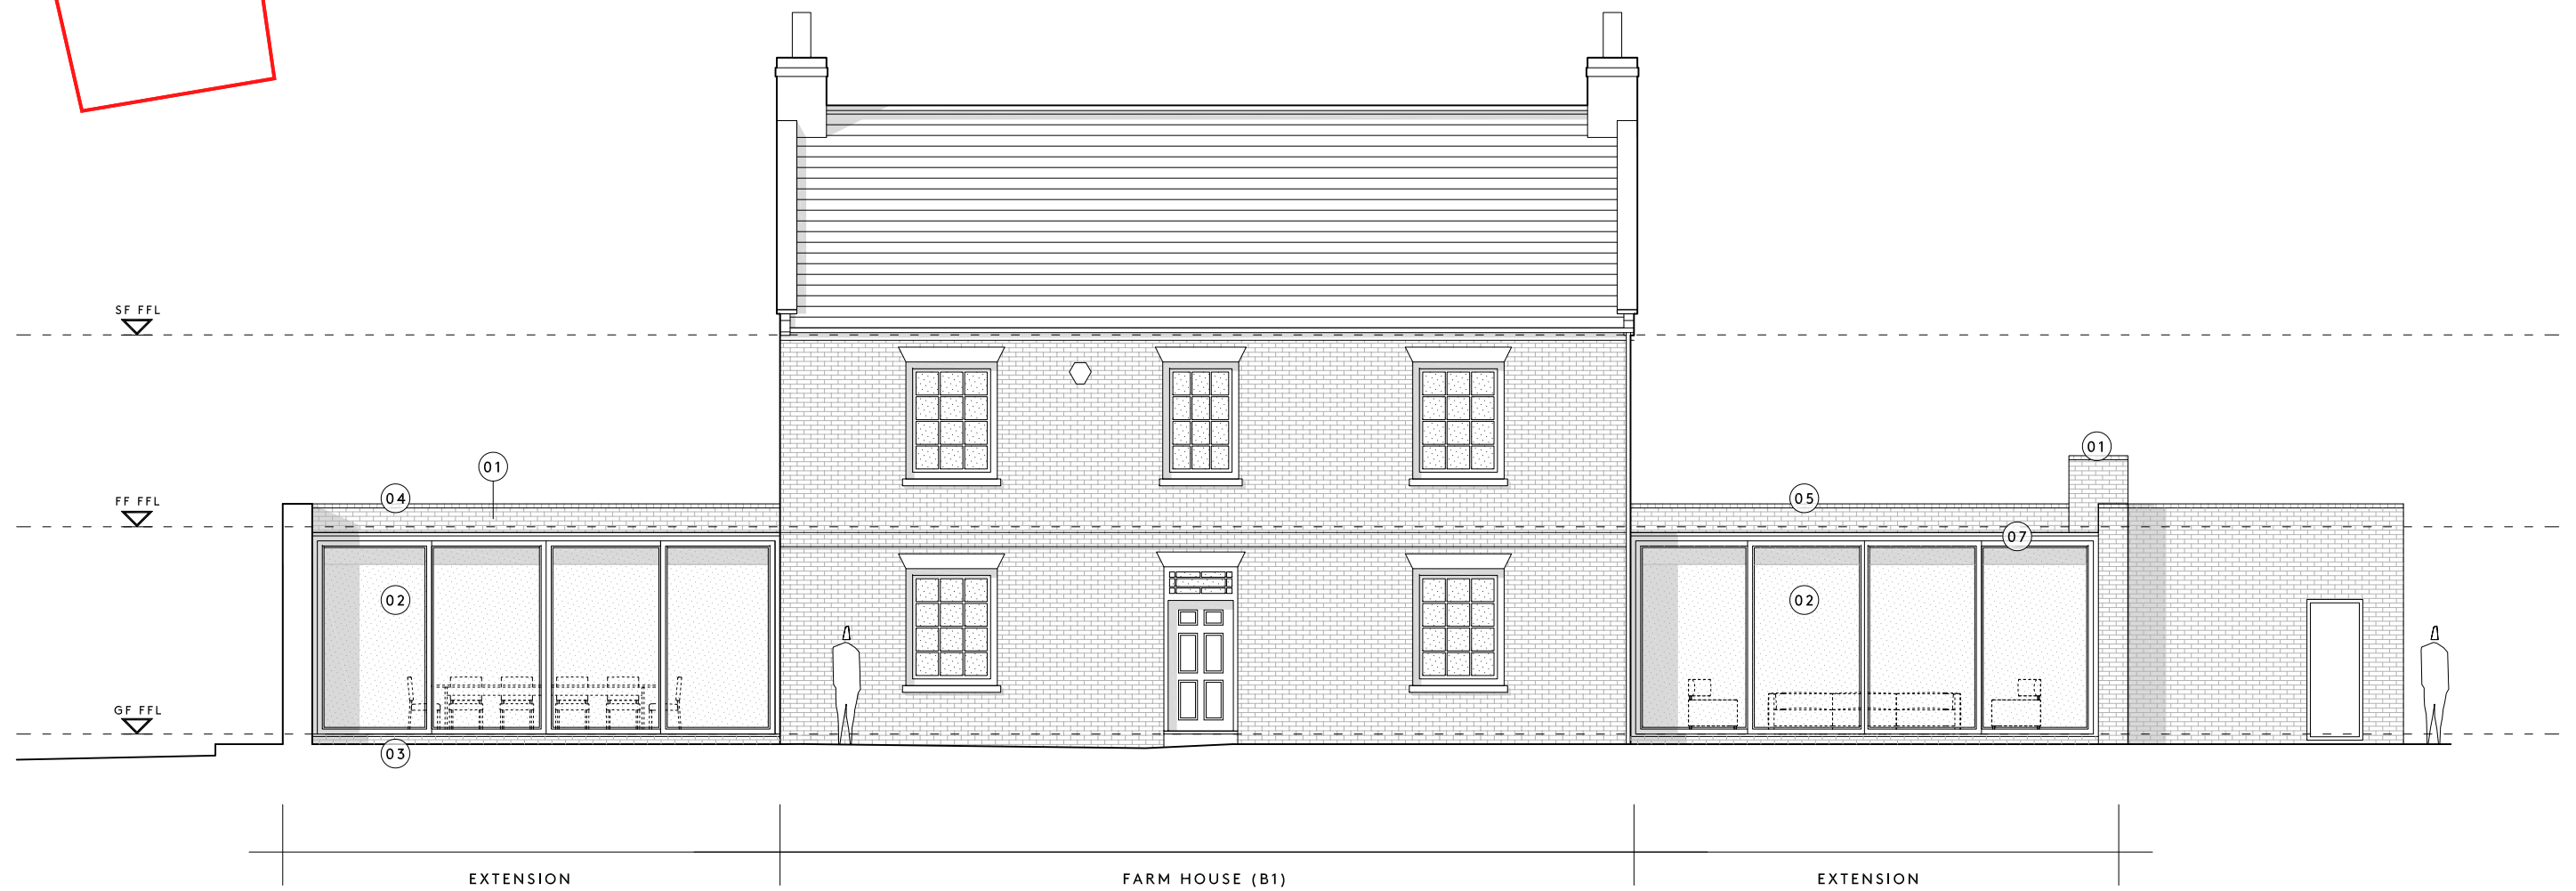 SF FFL
01
01
04
05
FF FFL
07
02
02
GF FFL
03
EXTENSION
FARM HOUSE (B1)
EXTENSION